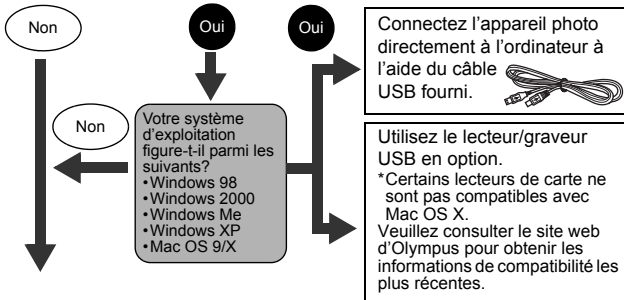 Non
Oui
Oui
Connectez l'appareil photo
directement à l'ordinateur à
l'aide du câble
USB fourni.
Non
Votre système
d'exploitation
figure-t-il parmi les
suivants?
•Windows 98
•Windows 2000
•Windows Me
•Windows XP
•Mac OS 9/X
Utilisez le lecteur/graveur
USB en option.
*Certains lecteurs de carte ne
sont pas compatibles avec
Mac OS X.
Veuillez consulter le site web
d'Olympus pour obtenir les
informations de compatibilité les
plus récentes.